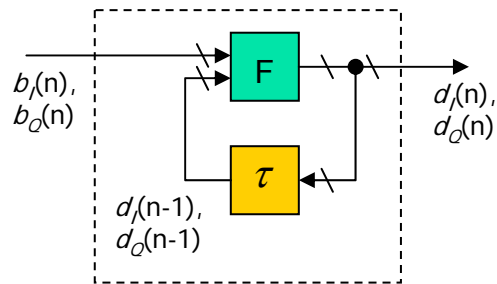 b_I(n),
b_Q(n)
F
d_I(n),
d_Q(n)
τ
d_I(n-1),
d_Q(n-1)